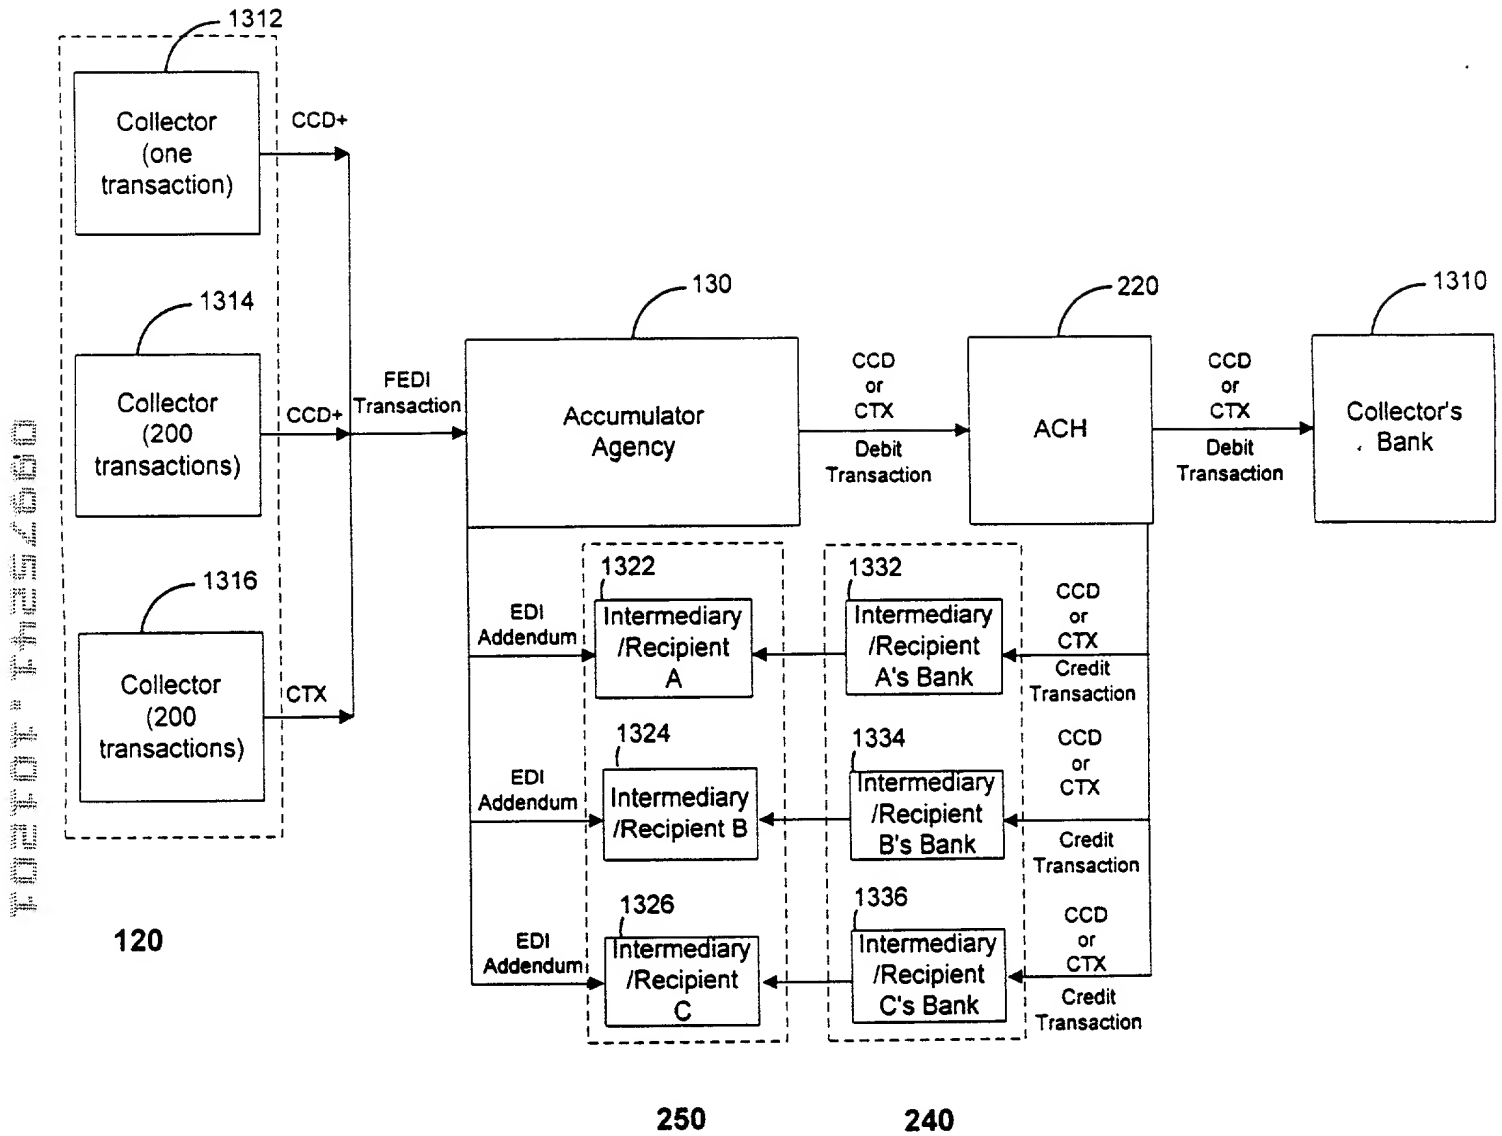 1312
Collector
(one
transaction)
CCD+
1314
Collector
(200
transactions)
CCD+
1316
Collector
(200
transactions)
CTX
120
FEDI
Transaction
130
Accumulator
Agency
CCD
or
CTX
Debit
Transaction
220
ACH
CCD
or
CTX
Debit
Transaction
1310
Collector's
Bank
EDI
Addendum
1322
Intermediary
/Recipient
A
1332
Intermediary
/Recipient
A's Bank
CCD
or
CTX
Credit
Transaction
EDI
Addendum
1324
Intermediary
/Recipient B
1334
Intermediary
/Recipient
B's Bank
CCD
or
CTX
Credit
Transaction
EDI
Addendum
1326
Intermediary
/Recipient
C
1336
Intermediary
/Recipient
C's Bank
CCD
or
CTX
Credit
Transaction
250
240
09975241.101201